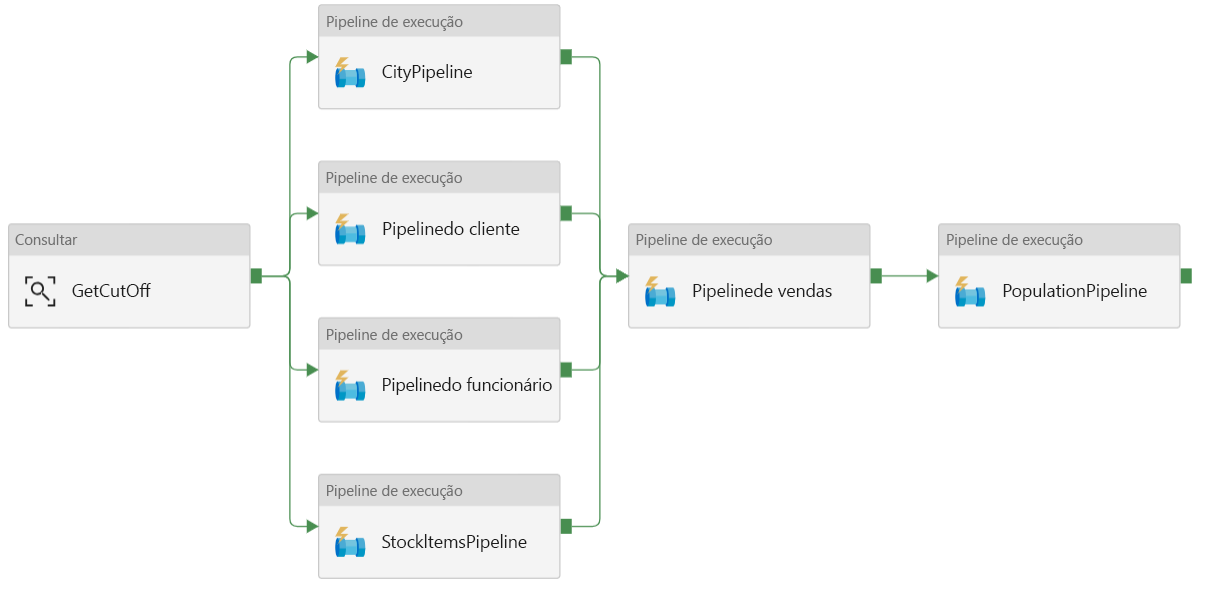 Pipeline de execução
CityPipeline
Pipeline de execução
Pipelinedo cliente
Consultar
GetCutOff
Pipeline de execução
Pipelinede vendas
Pipeline de execução
PopulationPipeline
Pipeline de execução
Pipelinedo funcionário
Pipeline de execução
StockItemsPipeline